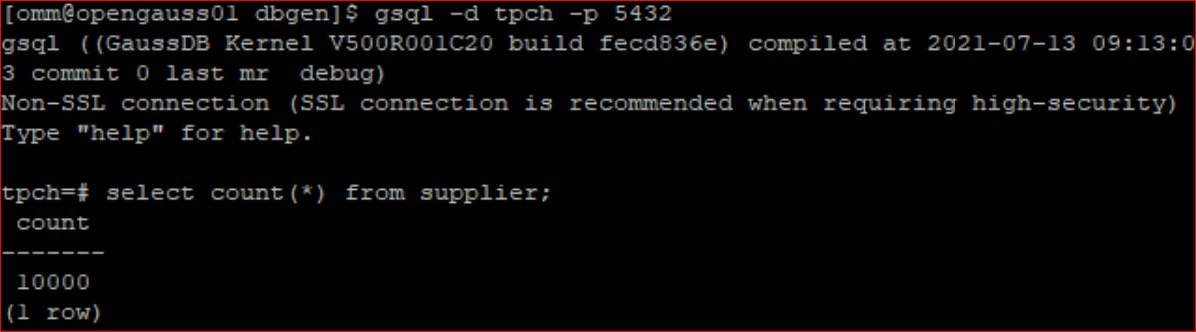 [omm@opengauss01 dbgen]$ gsql -d tpch -p 5432
gsql ((GaussDB Kernel V500R001C20 build fecd836e) compiled at 2021-07-13 09:13:0
3 commit 0 last mr  debug)
Non-SSL connection (SSL connection is recommended when requiring high-security)
Type "help" for help.

tpch=# select count(*) from supplier;
 count
-------
 10000
(1 row)